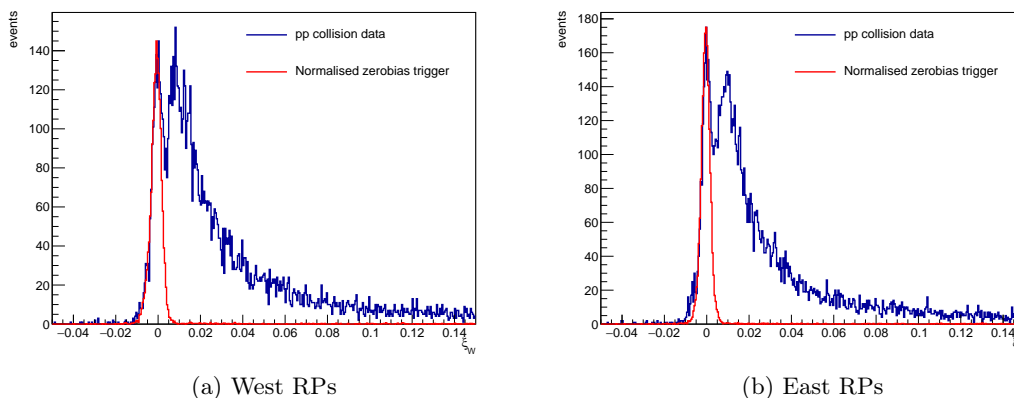 events
140
120
100
80
60
40
20
0
pp collision data
Normalised zerobias trigger
−0.04 −0.02 0 0.02 0.04 0.06 0.08 0.1 0.12 0.14
ξ_W
(a) West RPs
events
180
160
140
120
100
80
60
40
20
0
pp collision data
Normalised zerobias trigger
−0.04 −0.02 0 0.02 0.04 0.06 0.08 0.1 0.12 0.14
(b) East RPs